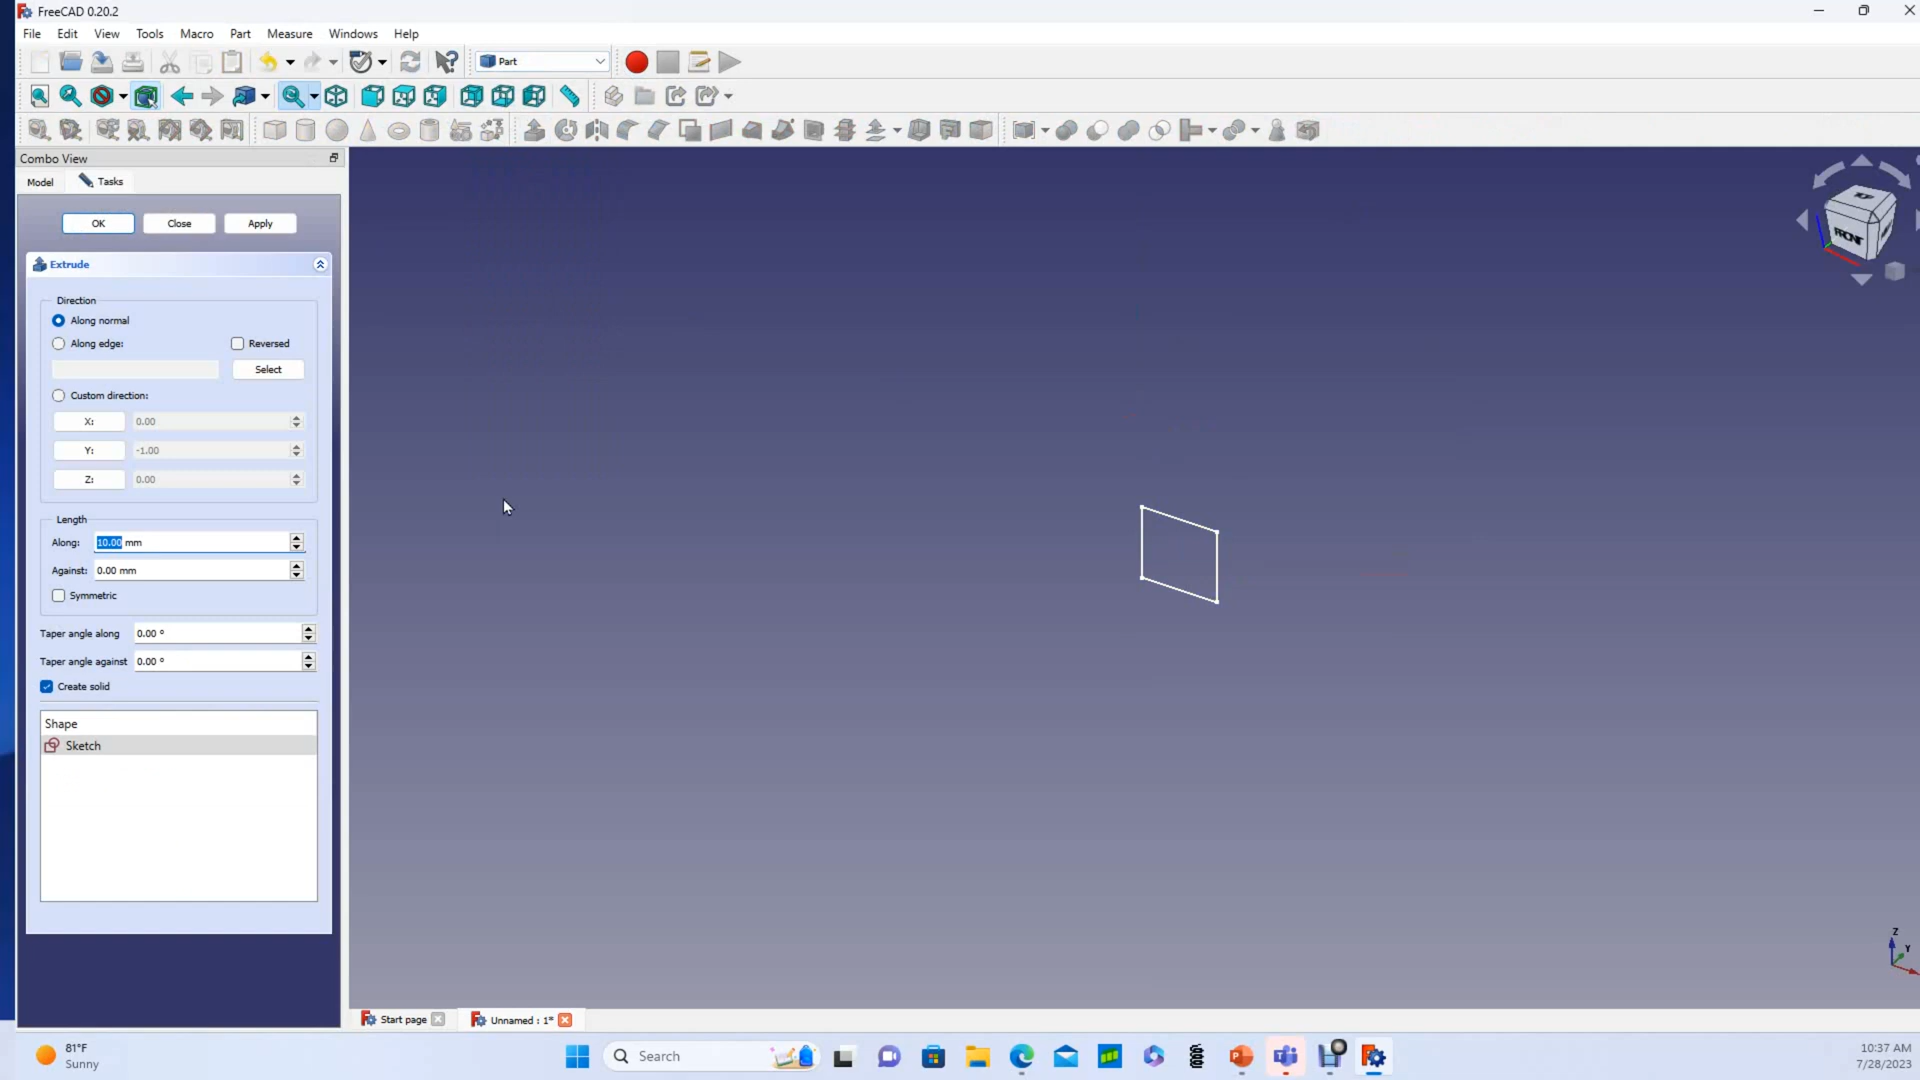 FreeCAD 0.20.2
File Edit View Tools Macro Part Measure Windows Help
Part
Combo View
Model Tasks
OK Close Apply
Extrude
Direction
Along normal
Along edge: Reversed
Select
Custom direction:
X: 0.00
Y: -1.00
Z: 0.00
Length
Along: 10.00 mm
Against: 0.00 mm
Symmetric
Taper angle along 0.00 °
Taper angle against 0.00 °
Create solid
Shape
Sketch
TOP
FRONT
Z
Y
Start page Unnamed : 1*
81°F
Sunny
Search
10:37 AM
7/28/2023